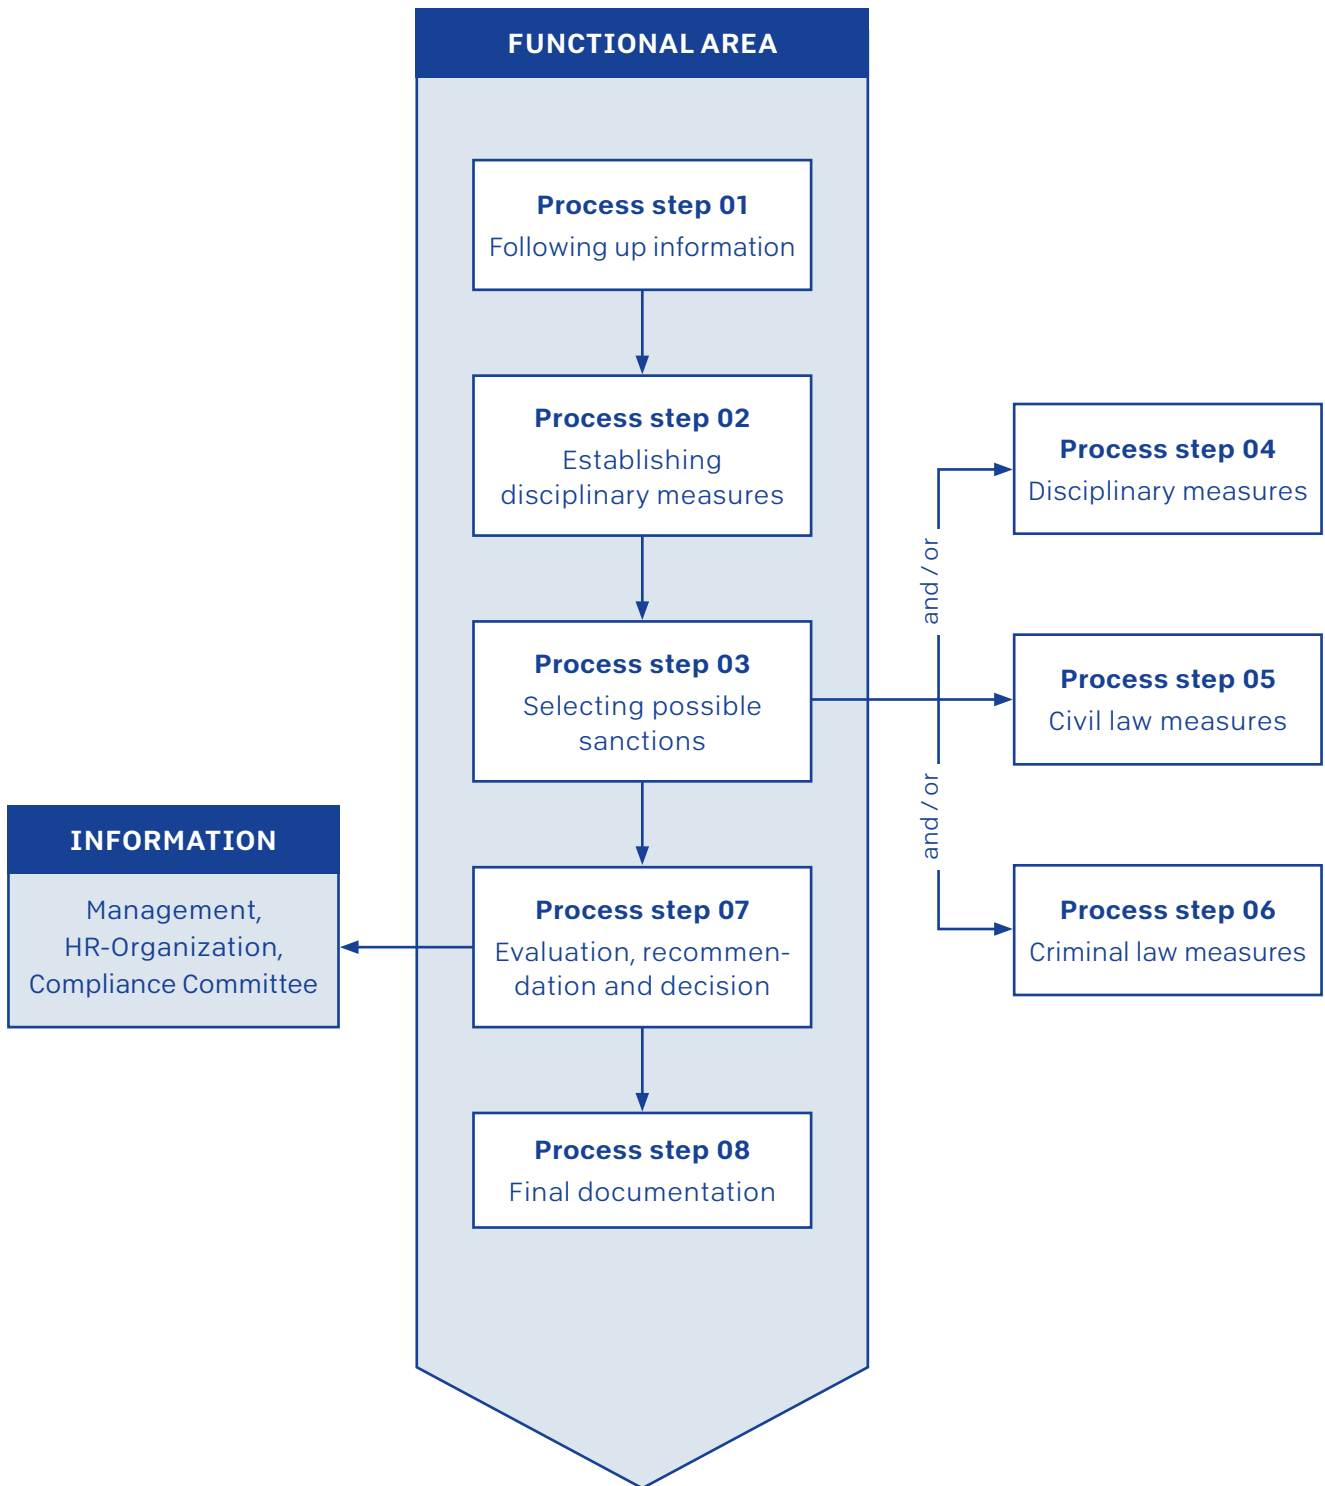 FUNCTIONAL AREA
Process step 01
Following up information
Process step 02
Establishing
disciplinary measures
Process step 03
Selecting possible
sanctions
and / or
and / or
Process step 04
Disciplinary measures
Process step 05
Civil law measures
Process step 06
Criminal law measures
Process step 07
Evaluation, recommen-
dation and decision
INFORMATION
Management,
HR-Organization,
Compliance Committee
Process step 08
Final documentation